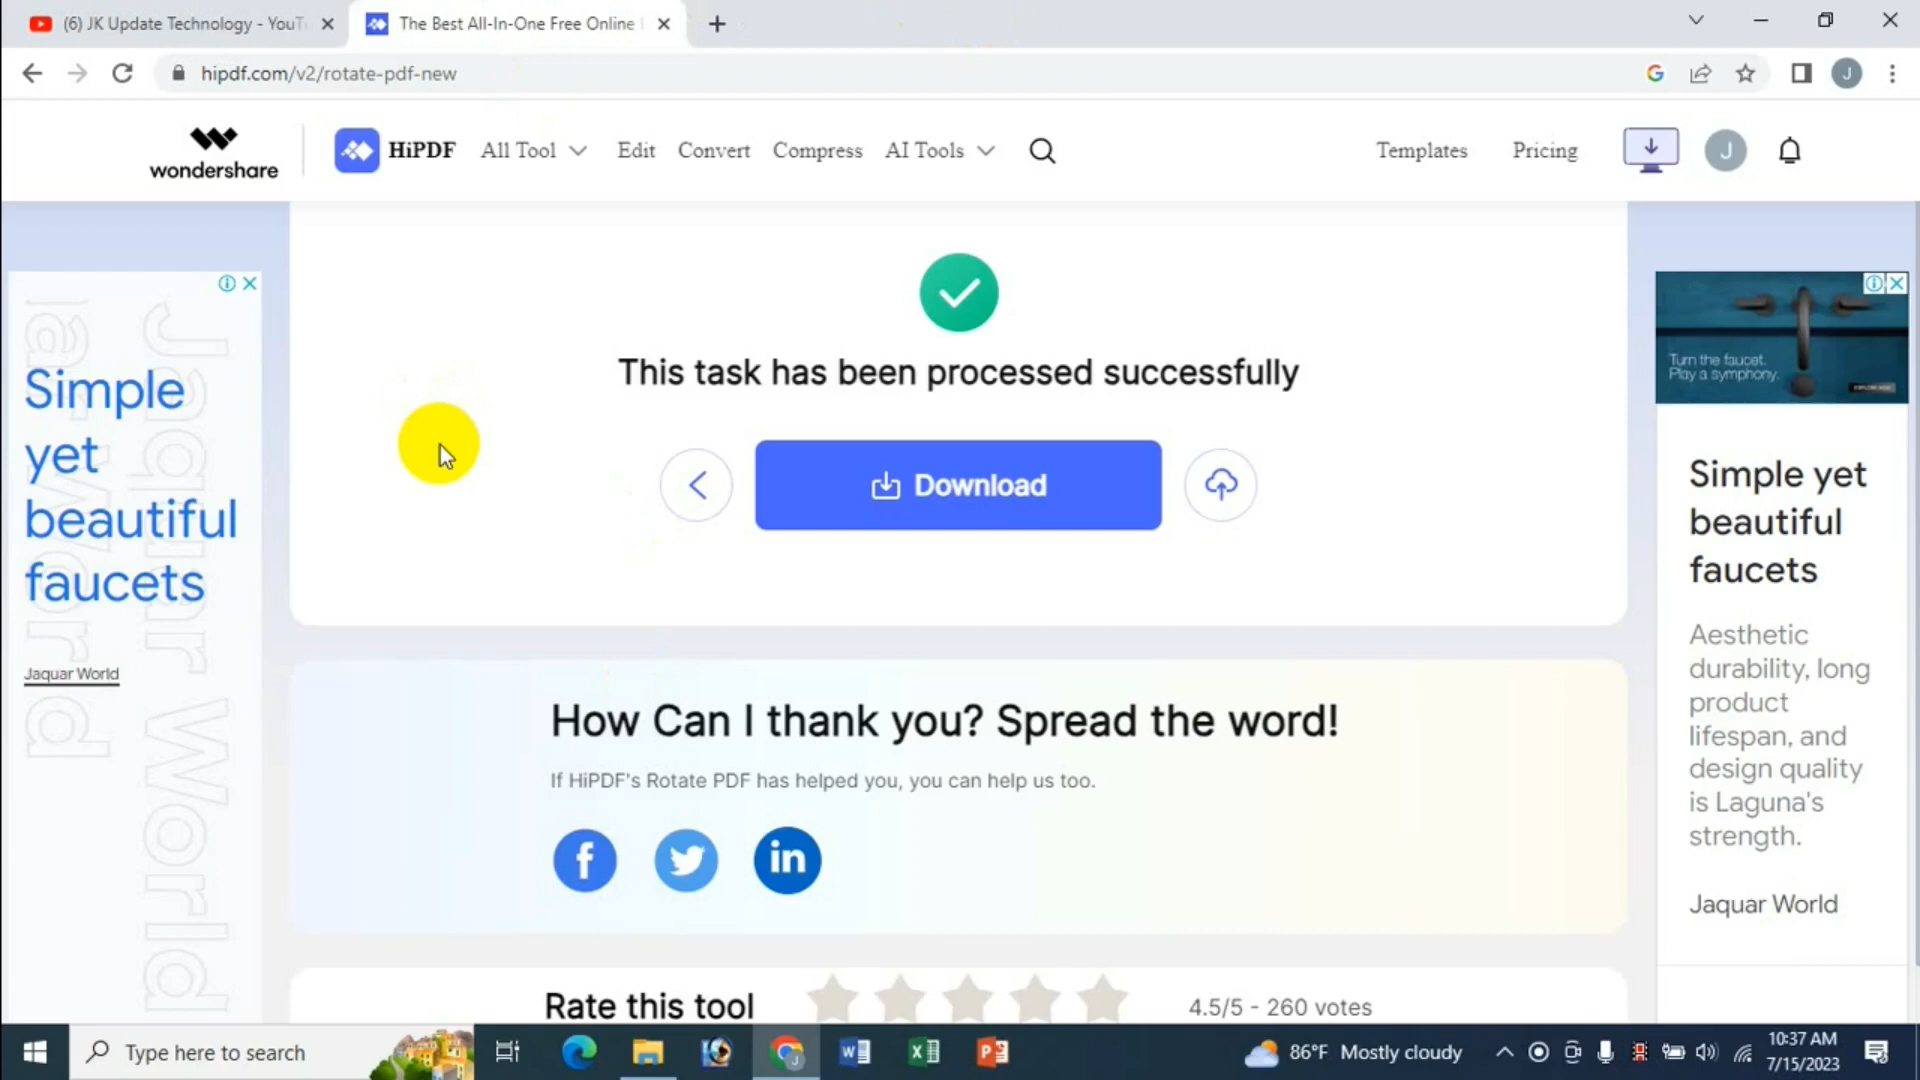 (6) JK Update Technology - YouTu
The Best All-In-One Free Online
hipdf.com/v2/rotate-pdf-new
J
wondershare
HiPDF
All Tool
Edit
Convert
Compress
AI Tools
Templates
Pricing
J
This task has been processed successfully
Download
Simple
yet
beautiful
faucets
Jaquar World
Jaquar World
Turn the faucet.
Play a symphony.
Simple yet
beautiful
faucets
Aesthetic
durability, long
product
lifespan, and
design quality
is Laguna's
strength.
Jaquar World
How Can I thank you? Spread the word!
If HiPDF's Rotate PDF has helped you, you can help us too.
Rate this tool
4.5/5 - 260 votes
Type here to search
86°F Mostly cloudy
10:37 AM
7/15/2023